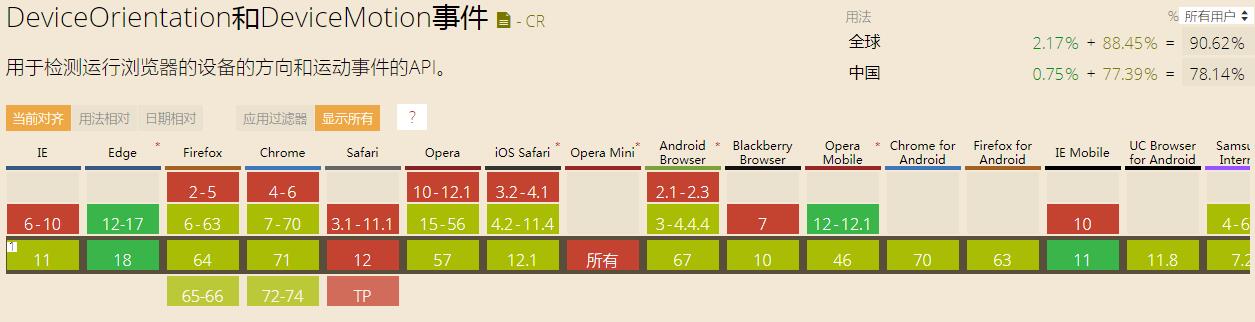 DeviceOrientation和DeviceMotion事件 - CR
用法 % 所有用户
全球 2.17% + 88.45% = 90.62%
中国 0.75% + 77.39% = 78.14%
用于检测运行浏览器的设备的方向和运动事件的API。
当前对齐 用法相对 日期相对 应用过滤器 显示所有 ?
IE Edge * Firefox Chrome Safari Opera iOS Safari * Opera Mini * Android Browser * Blackberry Browser Opera Mobile * Chrome for Android Firefox for Android IE Mobile UC Browser for Android Samsu Intern
2-5 4-6 10-12.1 3.2-4.1 2.1-2.3
6-10 12-17 6-63 7-70 3.1-11.1 15-56 4.2-11.4 3-4.4.4 7 12-12.1 10 4-6
1 11 18 64 71 12 57 12.1 所有 67 10 46 70 63 11 11.8 7.2
65-66 72-74 TP